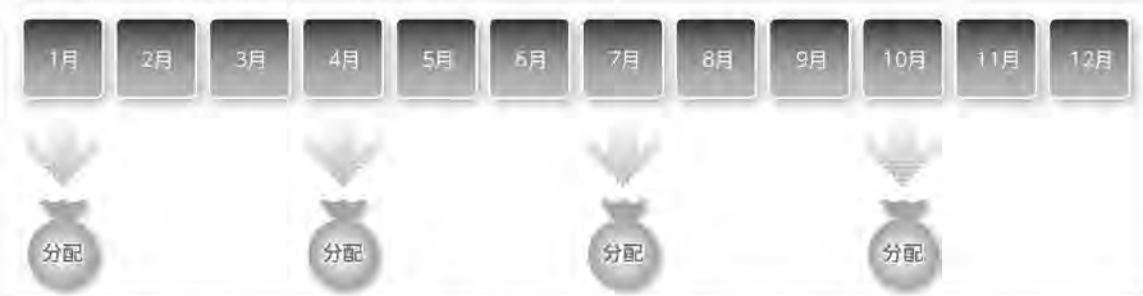 1月 2月 3月 4月 5月 6月 7月 8月 9月 10月 11月 12月
分配 分配 分配 分配